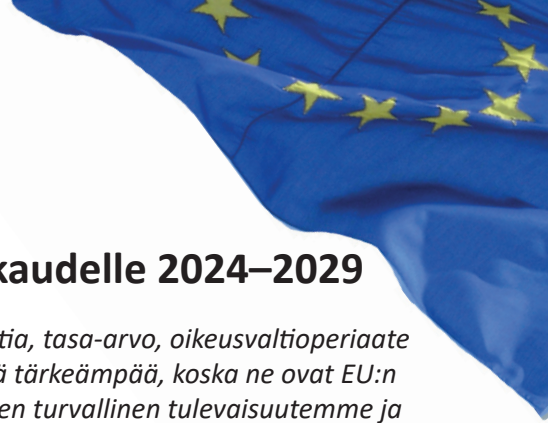 kaudelle 2024–2029
tia, tasa-arvo, oikeusvaltioperiaate
ä tärkeämpää, koska ne ovat EU:n
en turvallinen tulevaisuutemme ja